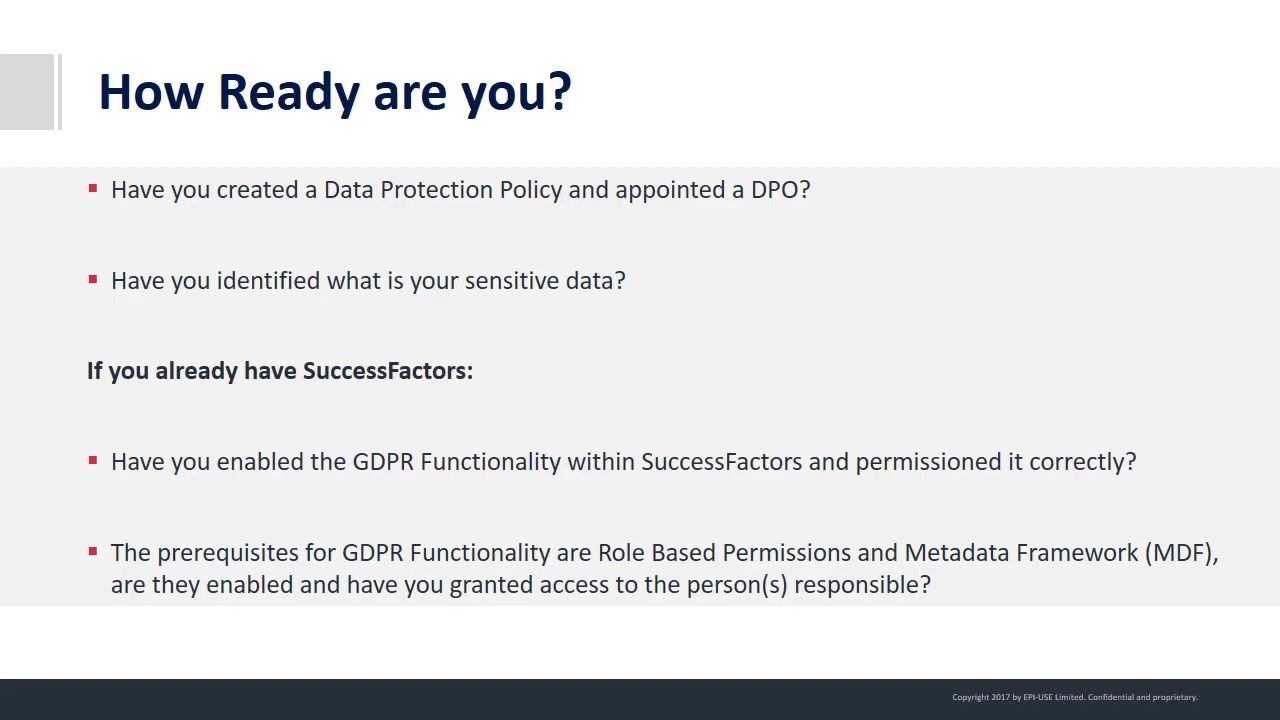 How Ready are you?
▪ Have you created a Data Protection Policy and appointed a DPO?
▪ Have you identified what is your sensitive data?
If you already have SuccessFactors:
▪ Have you enabled the GDPR Functionality within SuccessFactors and permissioned it correctly?
▪ The prerequisites for GDPR Functionality are Role Based Permissions and Metadata Framework (MDF),
are they enabled and have you granted access to the person(s) responsible?
Copyright 2017 by EPI-USE Limited. Confidential and proprietary.